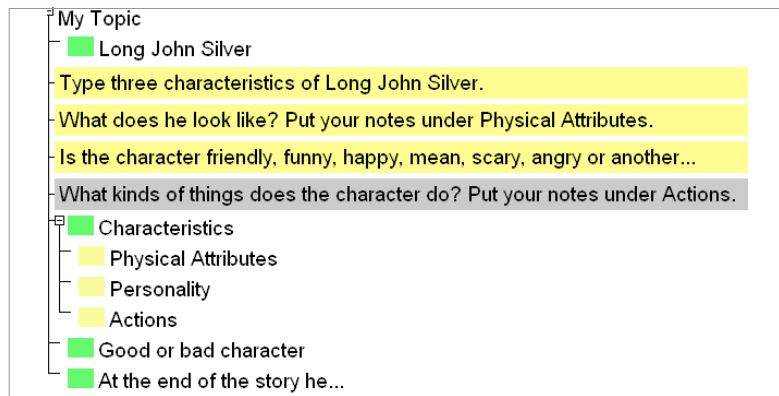 My Topic
Long John Silver
Type three characteristics of Long John Silver.
What does he look like? Put your notes under Physical Attributes.
Is the character friendly, funny, happy, mean, scary, angry or another...
What kinds of things does the character do? Put your notes under Actions.
Characteristics
Physical Attributes
Personality
Actions
Good or bad character
At the end of the story he...